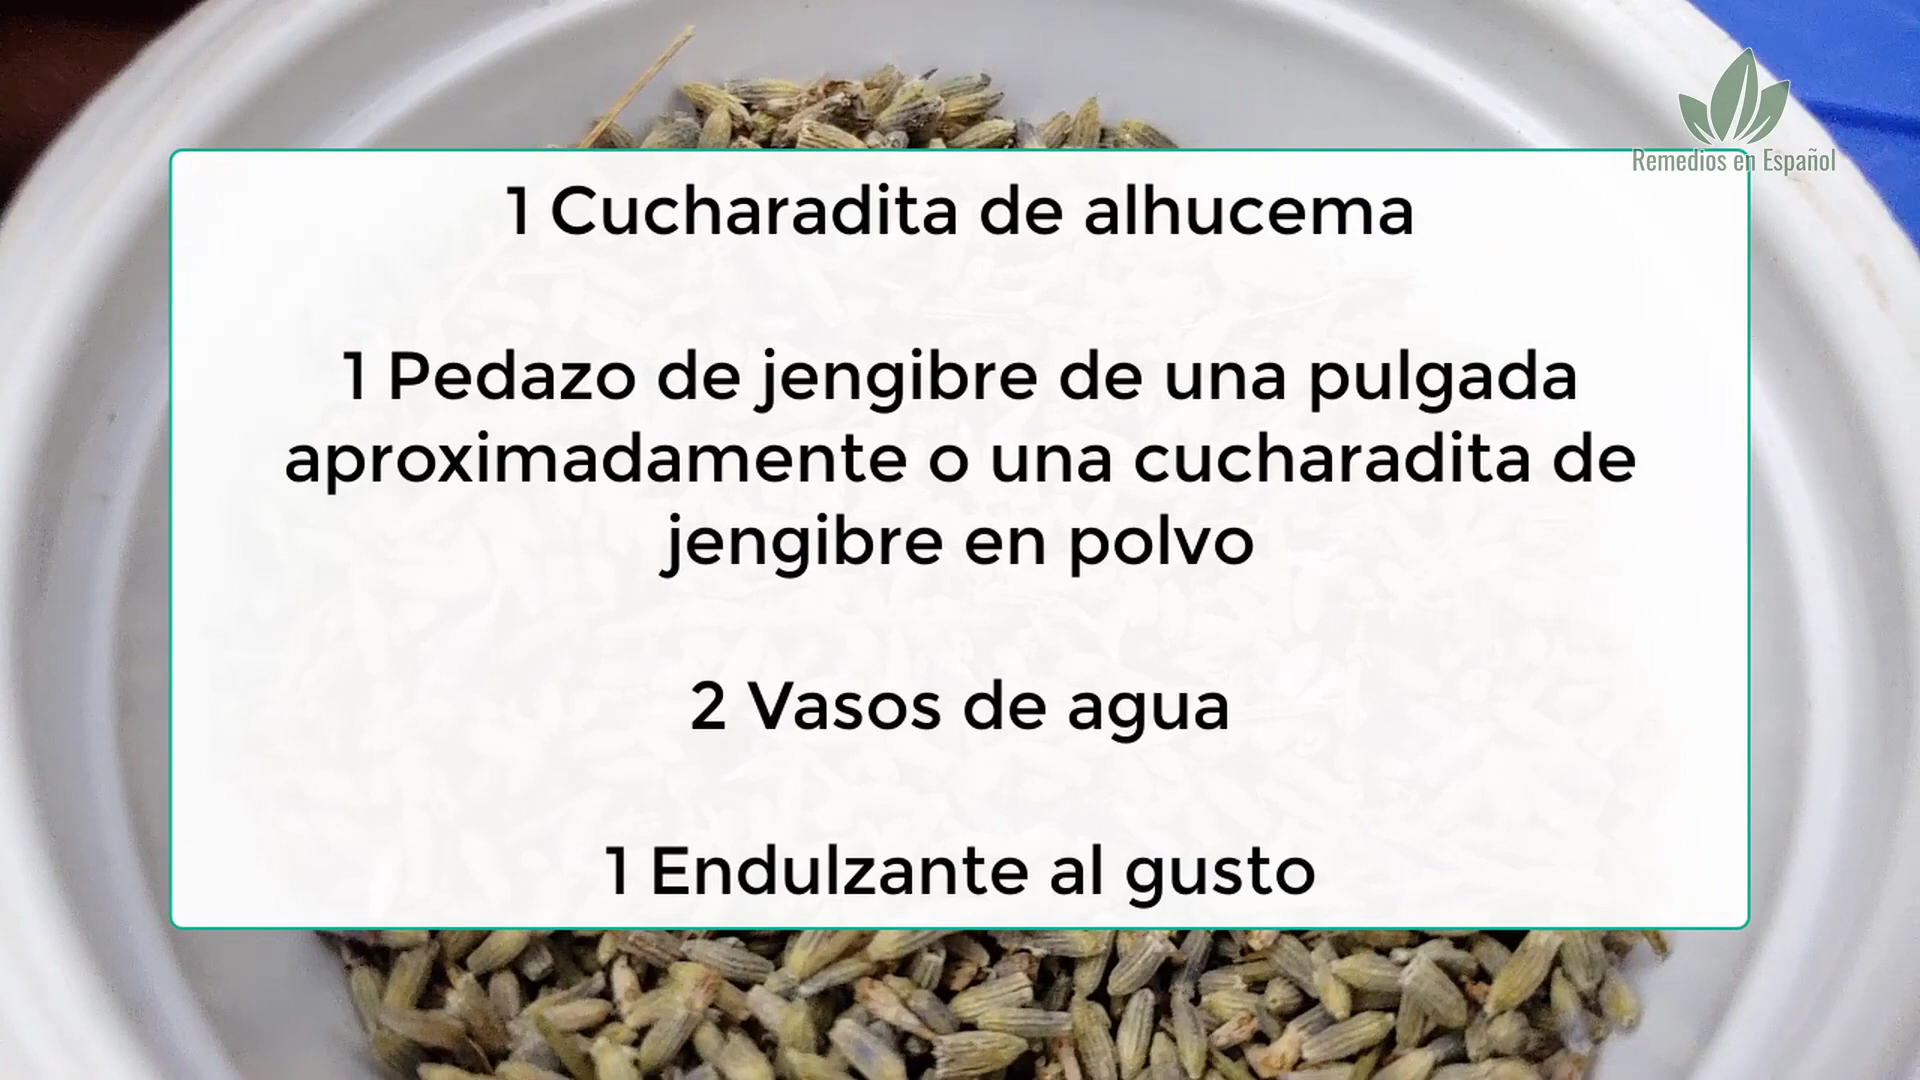 Remedios en Español
1 Cucharadita de alhucema
1 Pedazo de jengibre de una pulgada
aproximadamente o una cucharadita de
jengibre en polvo
2 Vasos de agua
1 Endulzante al gusto